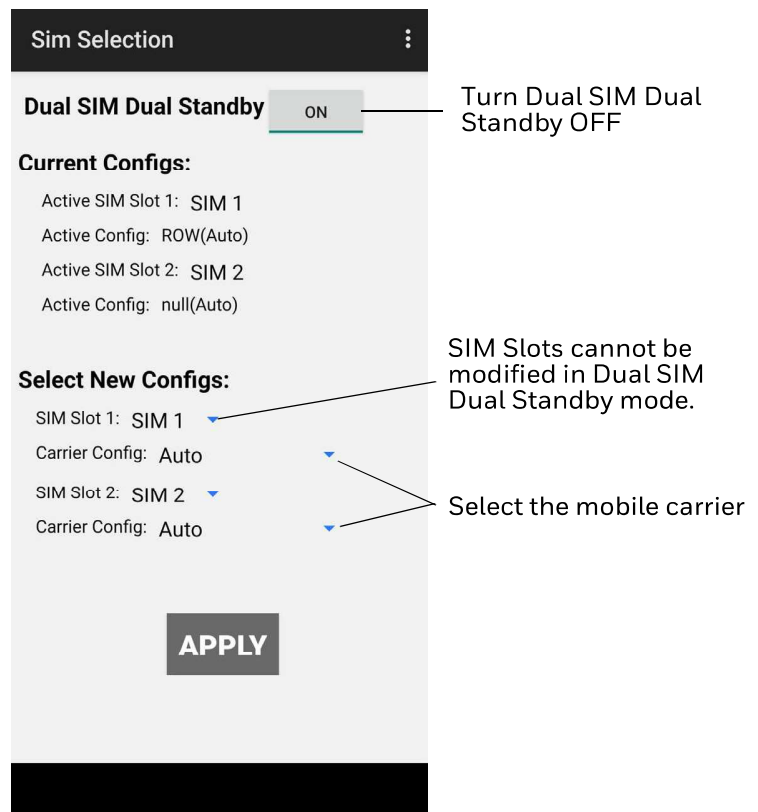 Sim Selection
Dual SIM Dual Standby ON
Turn Dual SIM Dual
Standby OFF
Current Configs:
Active SIM Slot 1: SIM 1
Active Config: ROW(Auto)
Active SIM Slot 2: SIM 2
Active Config: null(Auto)
SIM Slots cannot be
modified in Dual SIM
Dual Standby mode.
Select New Configs:
SIM Slot 1: SIM 1
Carrier Config: Auto
SIM Slot 2: SIM 2
Carrier Config: Auto
Select the mobile carrier
APPLY